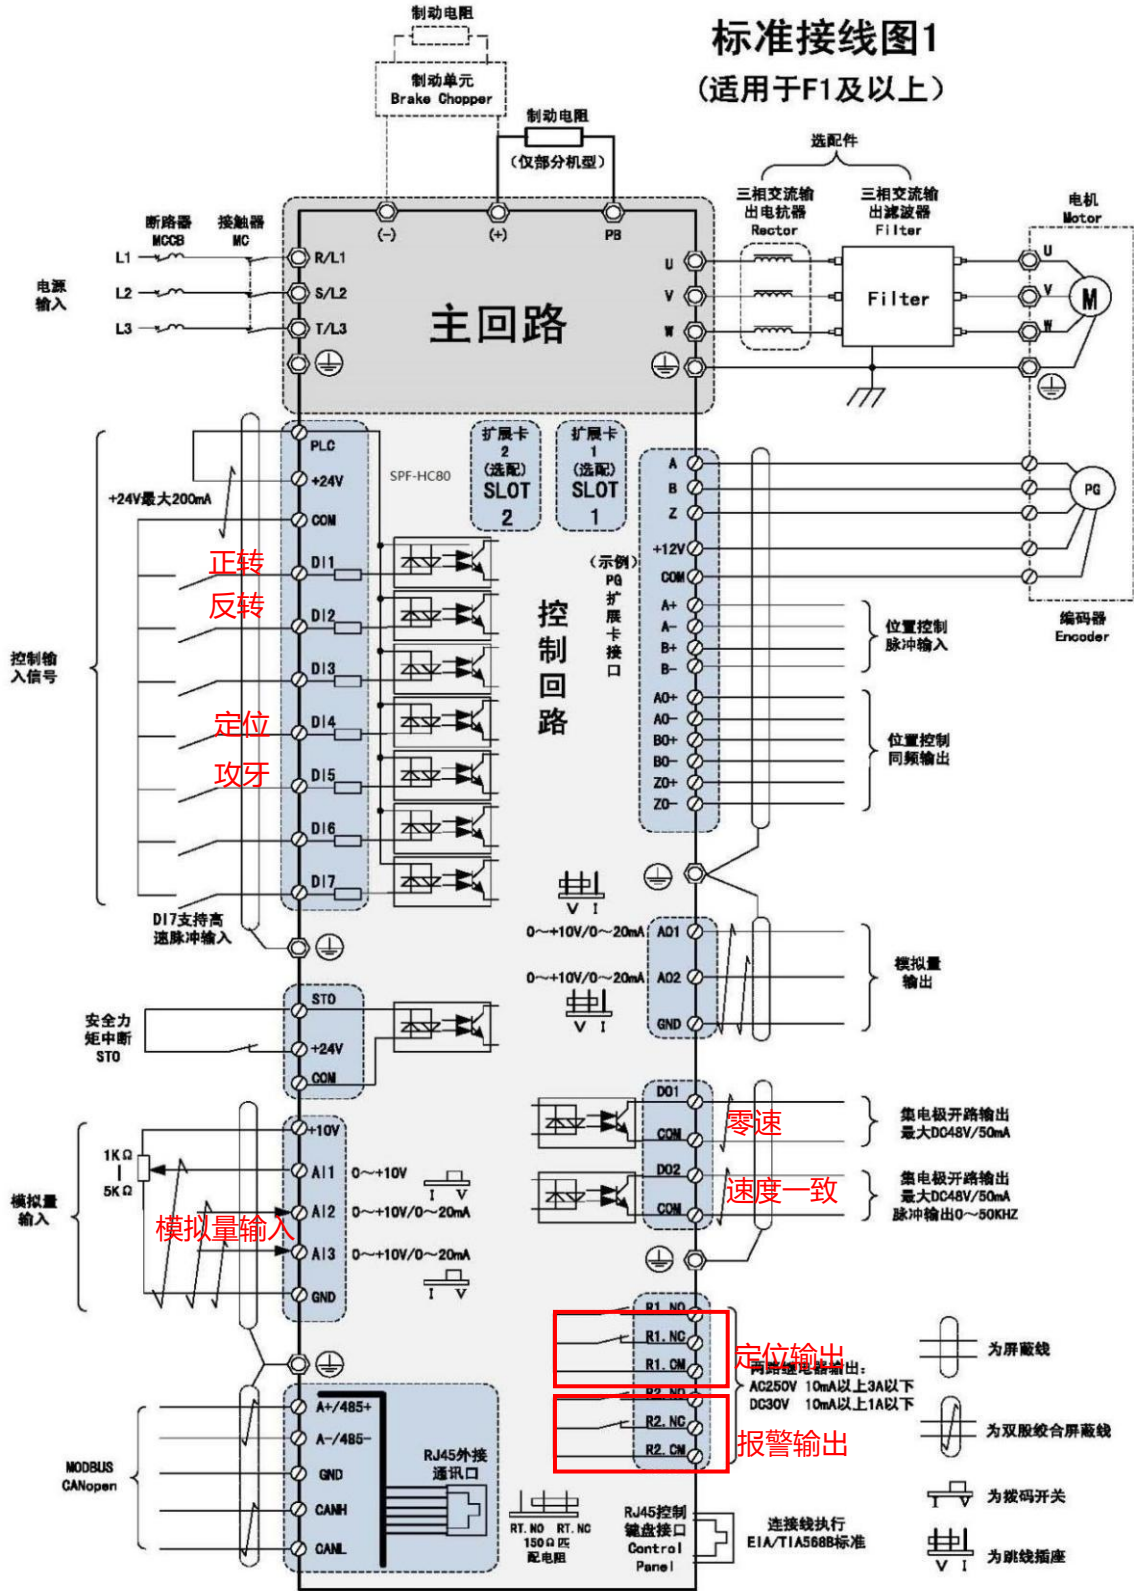 标准接线图1
(适用于F1及以上)
制动电阻
制动单元
Brake Chopper
制动电阻
(仅部分机型)
选配件
三相交流输
出电抗器
Rector
三相交流输
出滤波器
Filter
电机
Motor
断路器
MCCB
接触器
MC
(-)
(+)
PB
电源
输入
L1
L2
L3
R/L1
S/L2
T/L3
主回路
U
V
W
Filter
U
V
W
M
PLC
+24V
COM
+24V最大200mA
SPF-HC80
扩展卡
2
(选配)
SLOT
2
扩展卡
1
(选配)
SLOT
1
正转
DI1
反转
DI2
DI3
定位
DI4
攻牙
DI5
DI6
DI7
控制输
入信号
DI7支持高
速脉冲输入
控制回路
(示例)
PG
扩展卡接口
A
B
Z
+12V
COM
A+
A-
B+
B-
AO+
AO-
BO+
BO-
ZO+
ZO-
PG
编码器
Encoder
位置控制
脉冲输入
位置控制
同频输出
V I
0～+10V/0～20mA
AO1
0～+10V/0～20mA
AO2
V I
GND
模拟量
输出
安全力
矩中断
STO
STO
+24V
COM
DO1
COM
零速
集电极开路输出
最大DC48V/50mA
DO2
COM
速度一致
集电极开路输出
最大DC48V/50mA
脉冲输出0～50KHZ
模拟量
输入
1KΩ
5KΩ
+10V
AI1
0～+10V
I V
AI2
0～+10V/0～20mA
模拟量输入
AI3
0～+10V/0～20mA
I V
GND
R1.NO
R1.NC
R1.CM
定位输出
两路继电器输出:
AC250V 10mA以上3A以下
DC30V 10mA以上1A以下
R2.NO
R2.NC
R2.CM
报警输出
为屏蔽线
为双股绞合屏蔽线
I V
为拨码开关
V I
为跳线插座
MODBUS
CANopen
A+/485+
A-/485-
GND
CANH
CANL
RJ45外接
通讯口
RT.NO RT.NC
150Ω匹
配电阻
RJ45控制
键盘接口
Control
Panel
连接线执行
EIA/TIA568B标准